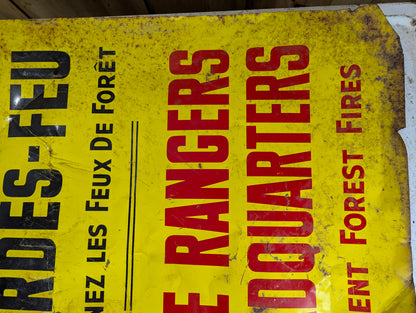 RDES-FEU
NEZ LES FEUX DE FORÊT
E RANGERS
DQUARTERS
ENT FOREST FIRES